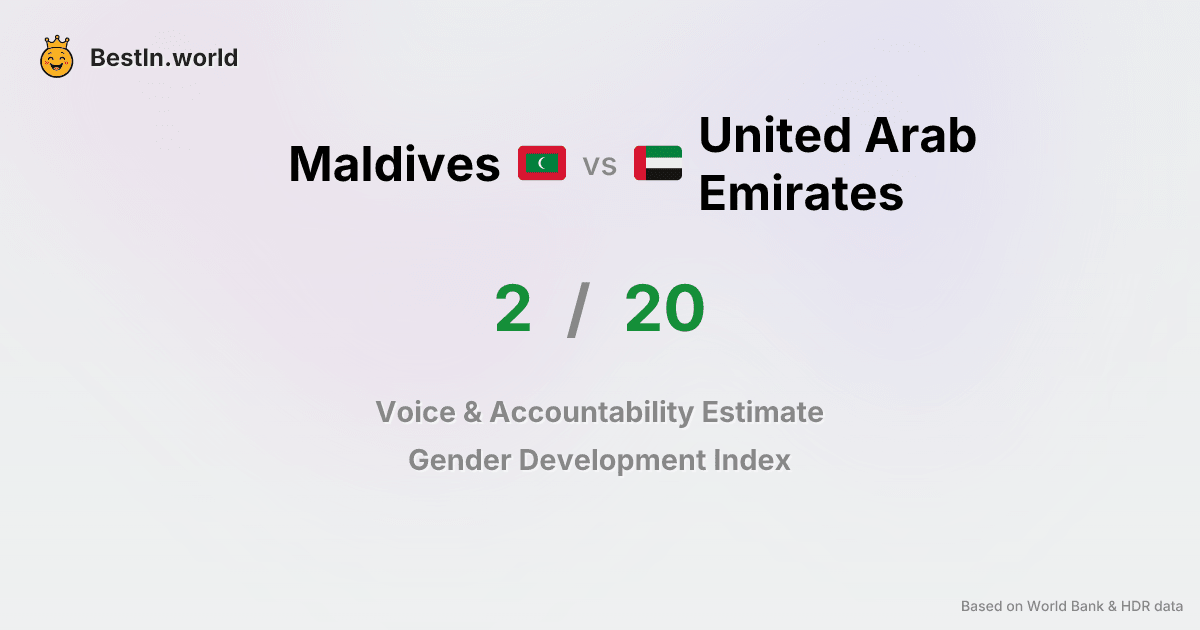 BestIn.world
Maldives vs United Arab
Emirates
2 / 20
Voice & Accountability Estimate
Gender Development Index
Based on World Bank & HDR data